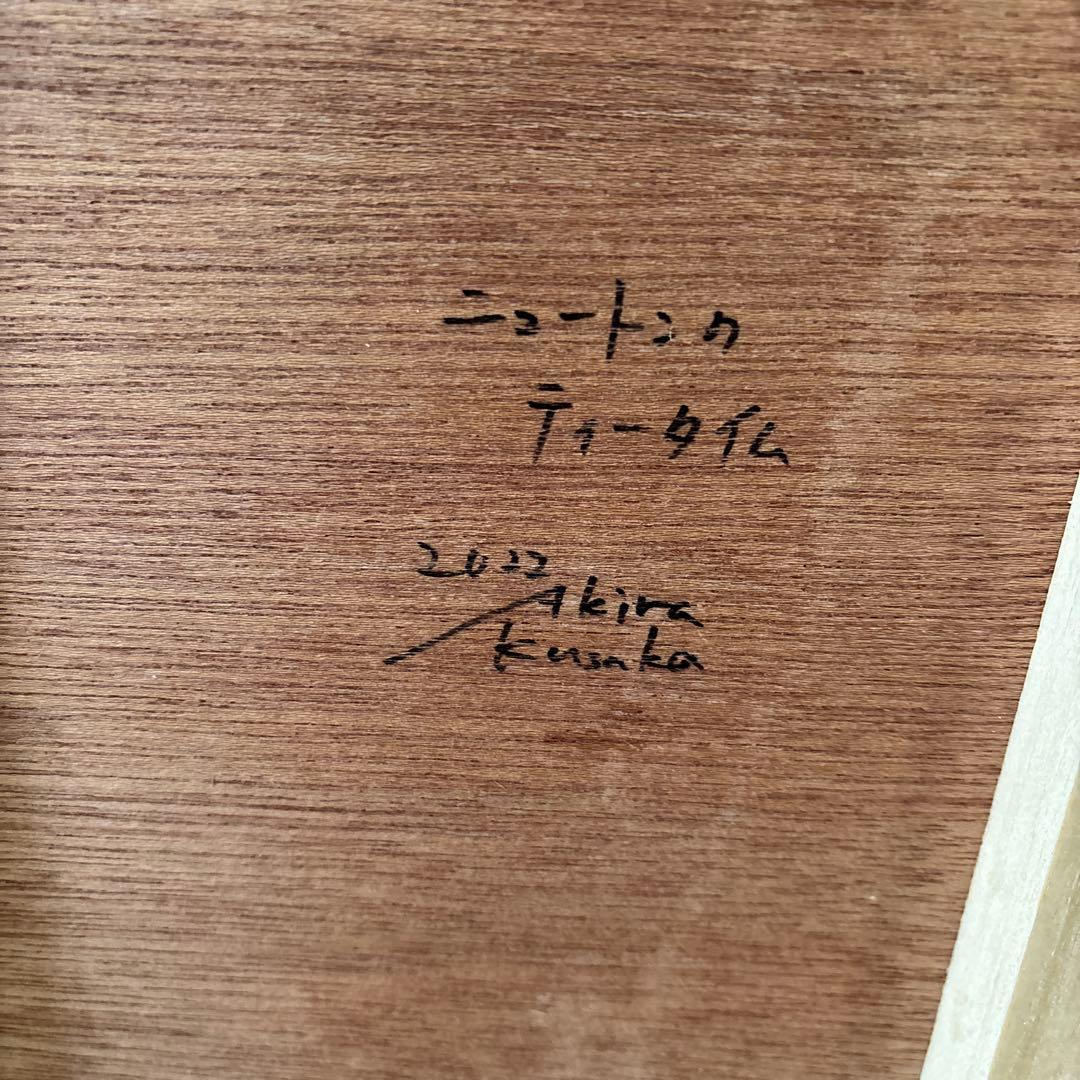 ニュートンの
ティータイム
2022
Akira
Kusaka